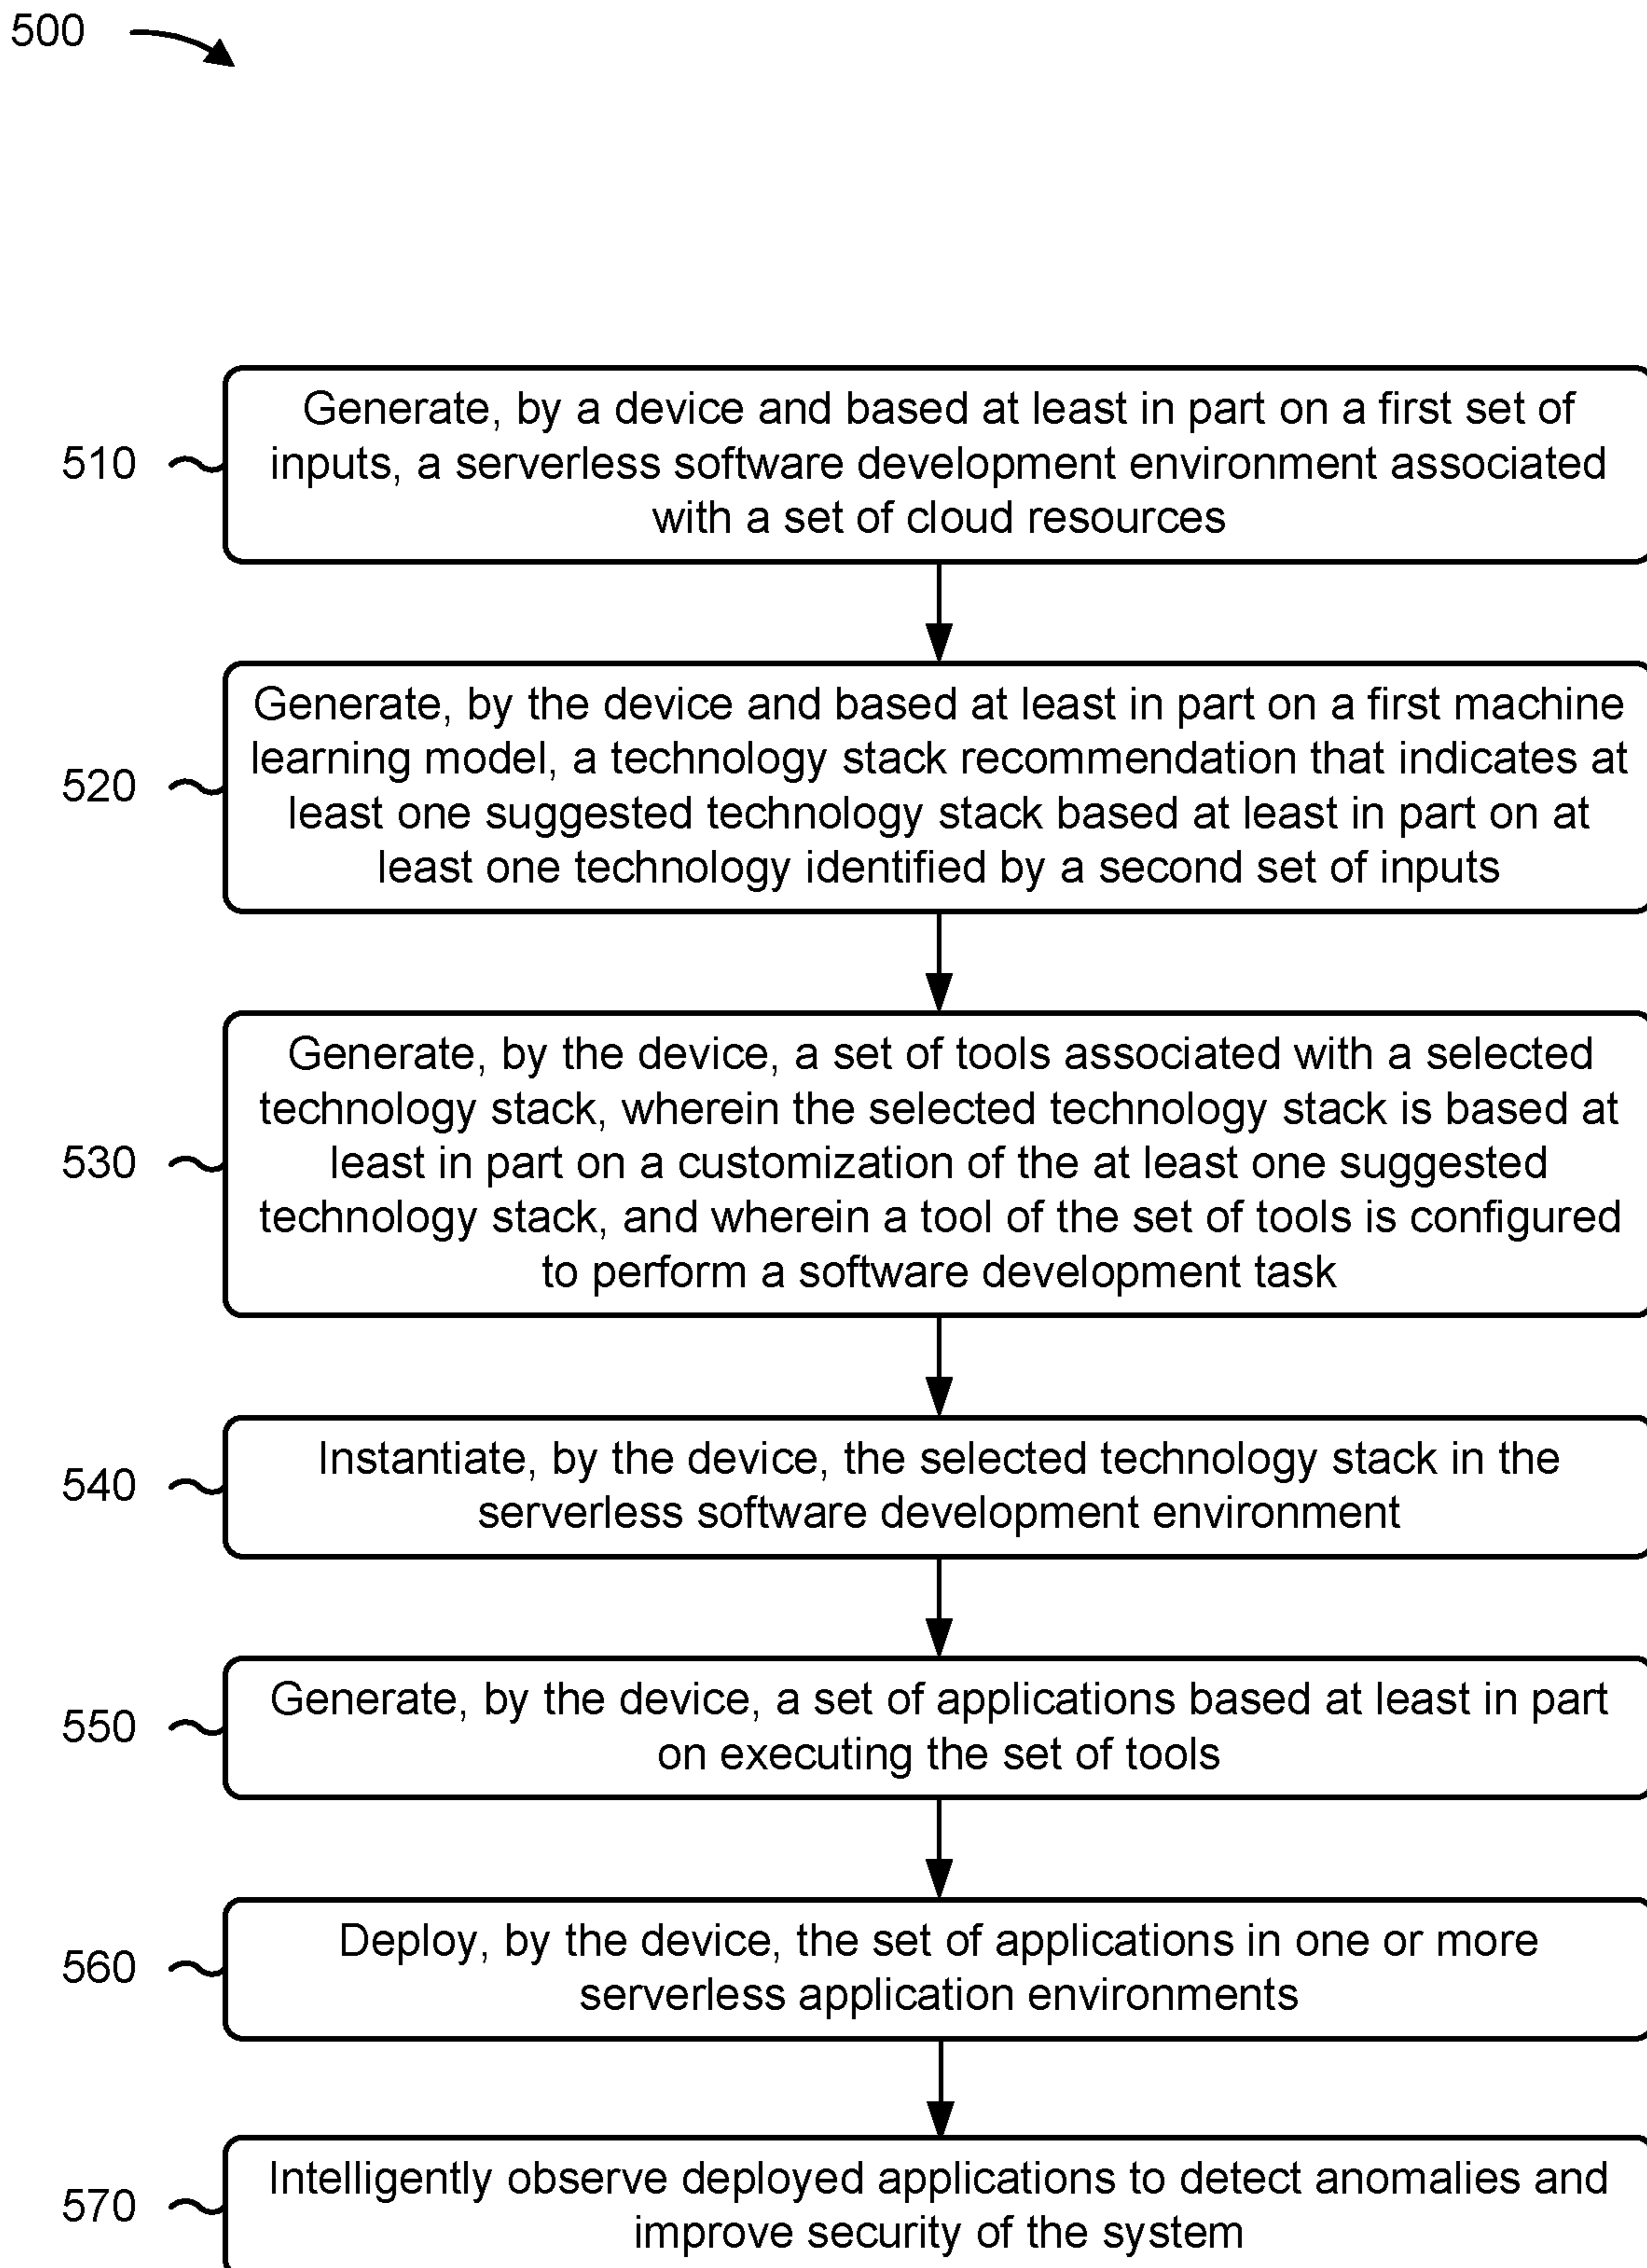 500
510
Generate, by a device and based at least in part on a first set of
inputs, a serverless software development environment associated
with a set of cloud resources
520
Generate, by the device and based at least in part on a first machine
learning model, a technology stack recommendation that indicates at
least one suggested technology stack based at least in part on at
least one technology identified by a second set of inputs
530
Generate, by the device, a set of tools associated with a selected
technology stack, wherein the selected technology stack is based at
least in part on a customization of the at least one suggested
technology stack, and wherein a tool of the set of tools is configured
to perform a software development task
540
Instantiate, by the device, the selected technology stack in the
serverless software development environment
550
Generate, by the device, a set of applications based at least in part
on executing the set of tools
560
Deploy, by the device, the set of applications in one or more
serverless application environments
570
Intelligently observe deployed applications to detect anomalies and
improve security of the system